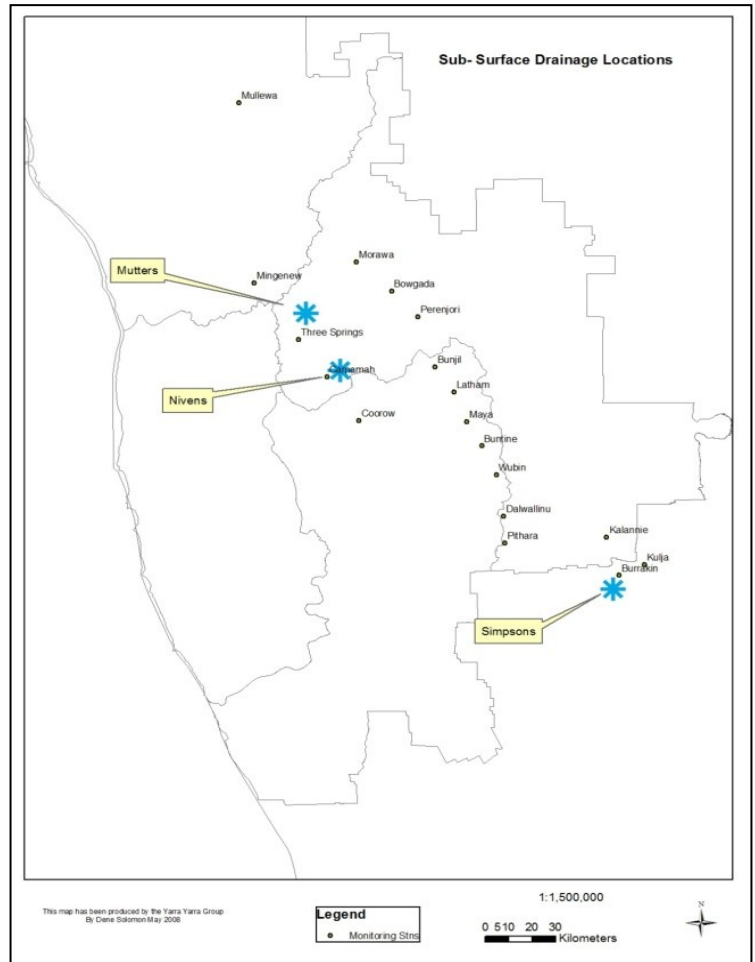 Sub- Surface Drainage Locations
Mullewa
Morawa
Mutters
Mingenew
Bowgada
Perenjori
Three Springs
Bunjil
Carnamah
Latham
Nivens
Coorow
Maya
Buntine
Wubin
Dalwallinu
Kalannie
Pithara
Kulja
Burrakin
Simpsons
This map has been produced by the Yarra Yarra Group
By Dene Solomon May 2008
Legend
Monitoring Stns
1:1,500,000
0 5 10 20 30
Kilometers
N